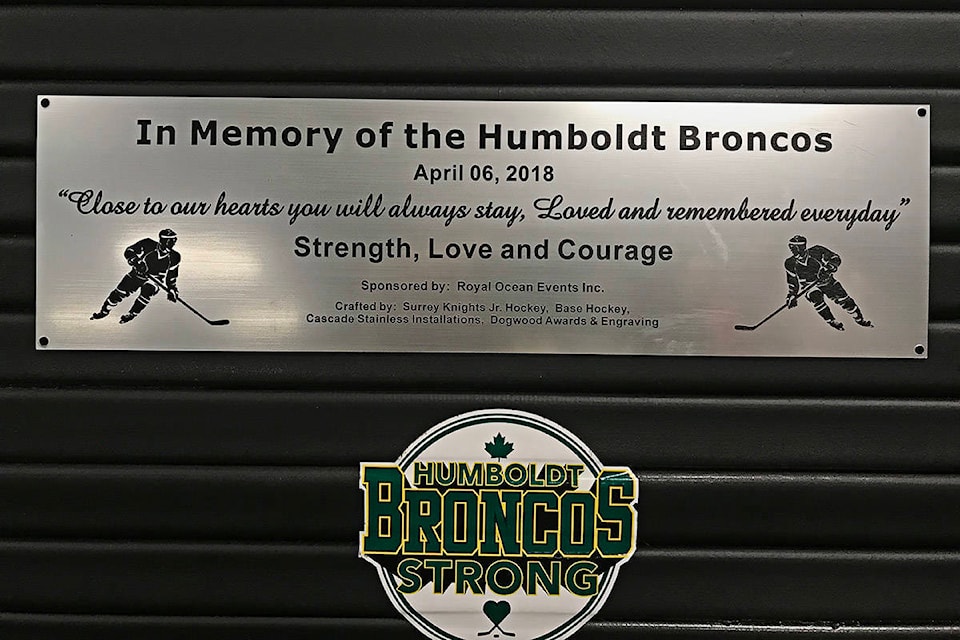 In Memory of the Humboldt Broncos
April 06, 2018
“Close to our hearts you will always stay, Loved and remembered everyday”
Strength, Love and Courage
Sponsored by: Royal Ocean Events Inc.
Crafted by: Surrey Knights Jr. Hockey, Base Hockey,
Cascade Stainless Installations, Dogwood Awards & Engraving
HUMBOLDT
BRONCOS
STRONG